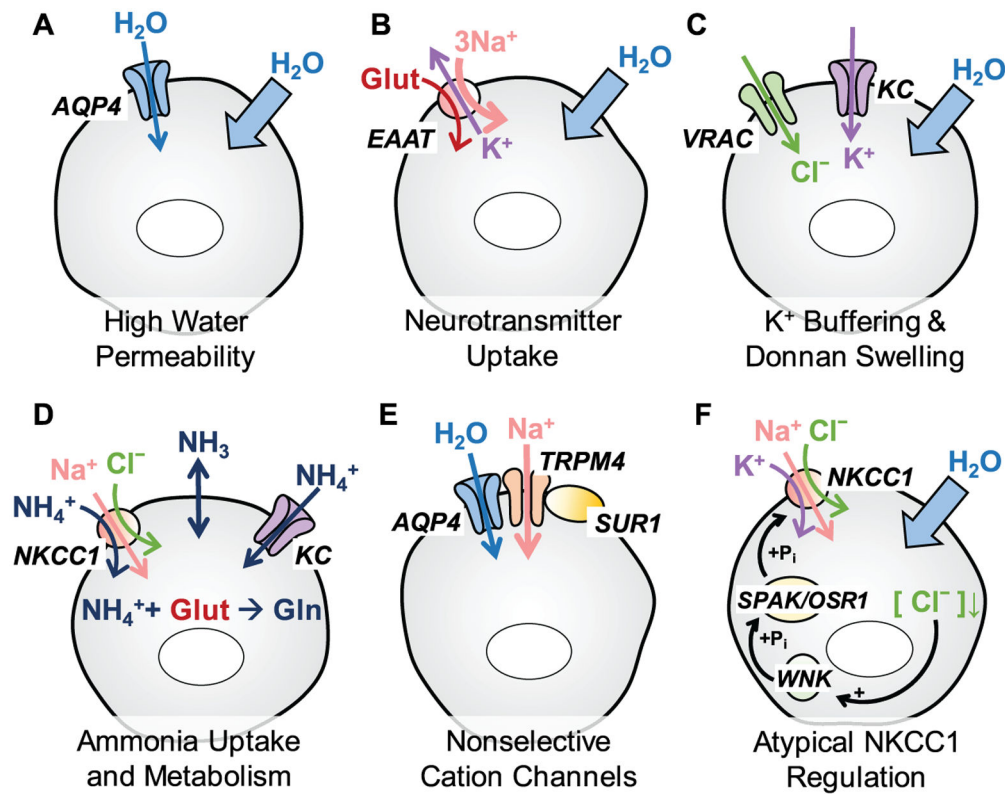 A
H₂O
H₂O
AQP4
High Water
Permeability
B
3Na⁺
Glut
H₂O
EAAT
K⁺
Neurotransmitter
Uptake
C
KC
H₂O
VRAC
Cl⁻
K⁺
K⁺ Buffering &
Donnan Swelling
D
NH₃
Na⁺
Cl⁻
NH₄⁺
NH₄⁺
NKCC1
KC
NH₄⁺+ Glut → Gln
Ammonia Uptake
and Metabolism
E
H₂O
Na⁺
TRPM4
AQP4
SUR1
Nonselective
Cation Channels
F
Na⁺
Cl⁻
K⁺
NKCC1
H₂O
+Pᵢ
SPAK/OSR1
[ Cl⁻ ]↓
+Pᵢ
WNK
+
Atypical NKCC1
Regulation